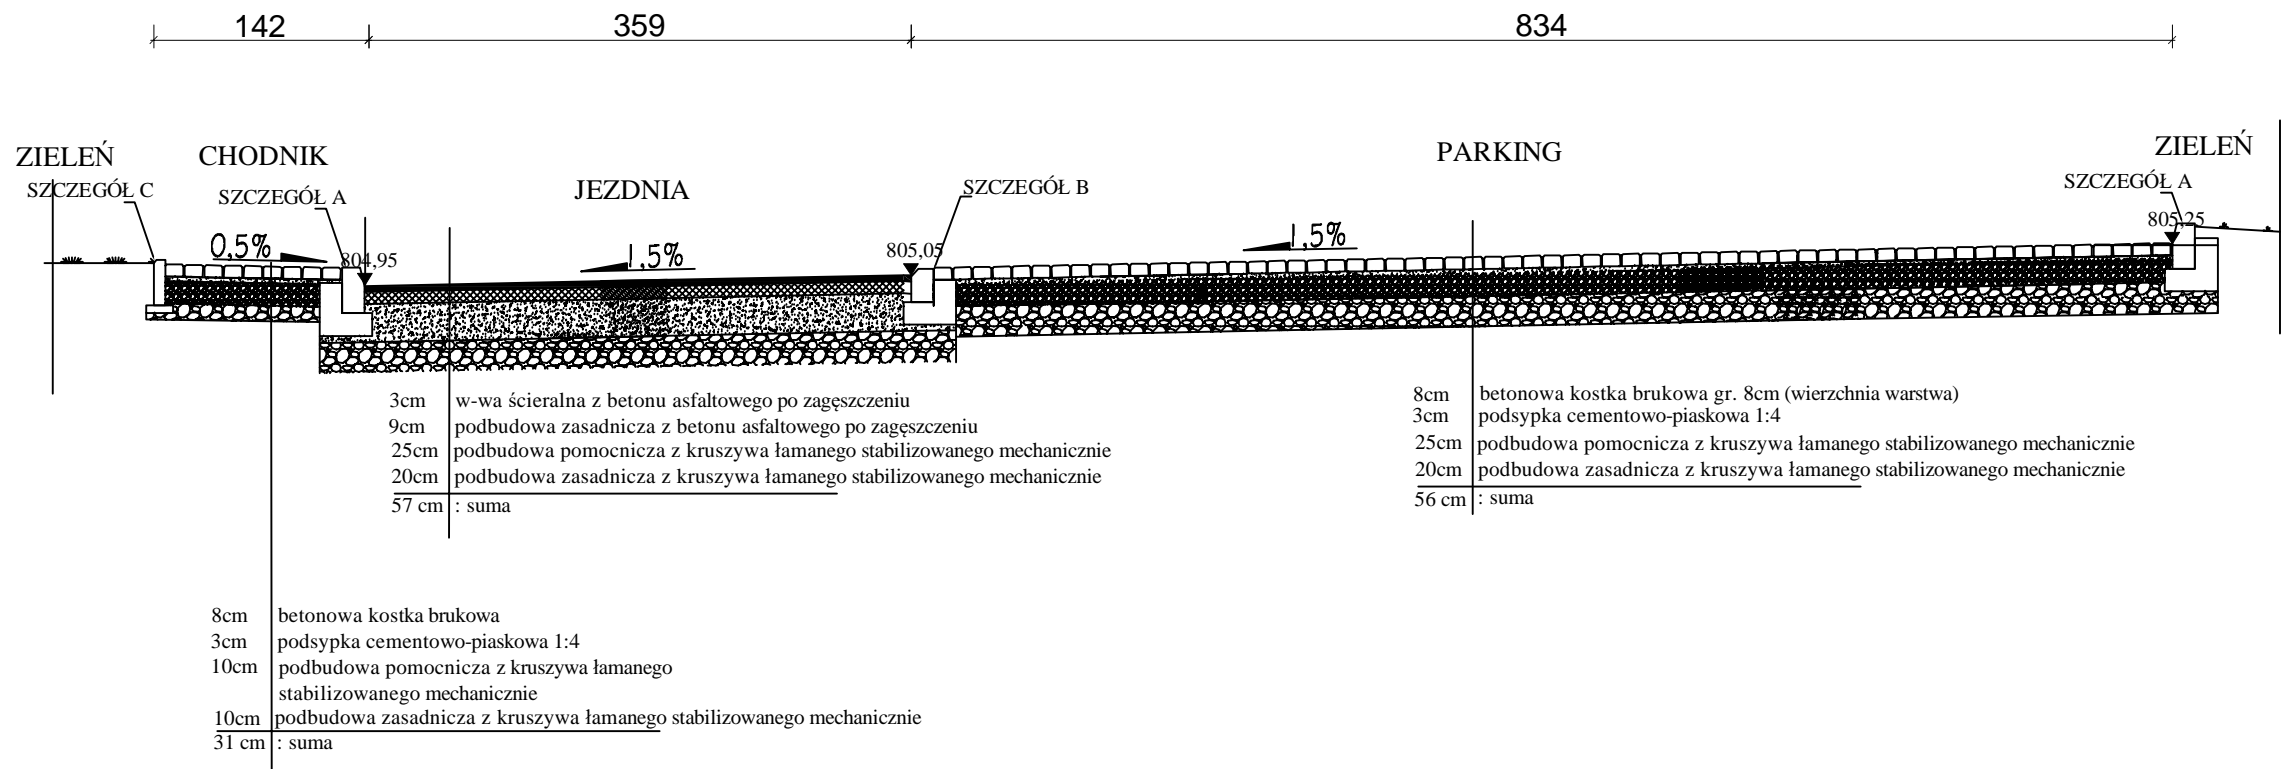 142 359 834
ZIELEŃ CHODNIK PARKING ZIELEŃ
SZCZEGÓŁ C SZCZEGÓŁ A JEZDNIA SZCZEGÓŁ B SZCZEGÓŁ A
0,5% 804,95 1,5% 805,05 1,5% 805,25
3cm w-wa ścieralna z betonu asfaltowego po zagęszczeniu
9cm podbudowa zasadnicza z betonu asfaltowego po zagęszczeniu
25cm podbudowa pomocnicza z kruszywa łamanego stabilizowanego mechanicznie
20cm podbudowa zasadnicza z kruszywa łamanego stabilizowanego mechanicznie
57 cm : suma
8cm betonowa kostka brukowa gr. 8cm (wierzchnia warstwa)
3cm podsypka cementowo-piaskowa 1:4
25cm podbudowa pomocnicza z kruszywa łamanego stabilizowanego mechanicznie
20cm podbudowa zasadnicza z kruszywa łamanego stabilizowanego mechanicznie
56 cm : suma
8cm betonowa kostka brukowa
3cm podsypka cementowo-piaskowa 1:4
10cm podbudowa pomocnicza z kruszywa łamanego
stabilizowanego mechanicznie
10cm podbudowa zasadnicza z kruszywa łamanego stabilizowanego mechanicznie
31 cm : suma